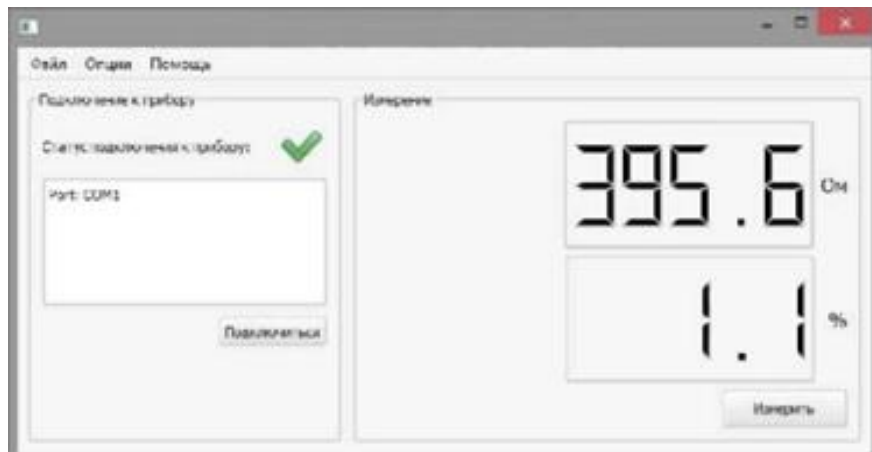 Файл Опции Помощь
Подключение к прибору
Статус подключения к прибору:
Port: COM1
Подключиться
Измерение
395.6 Ом
1.1 %
Измерить